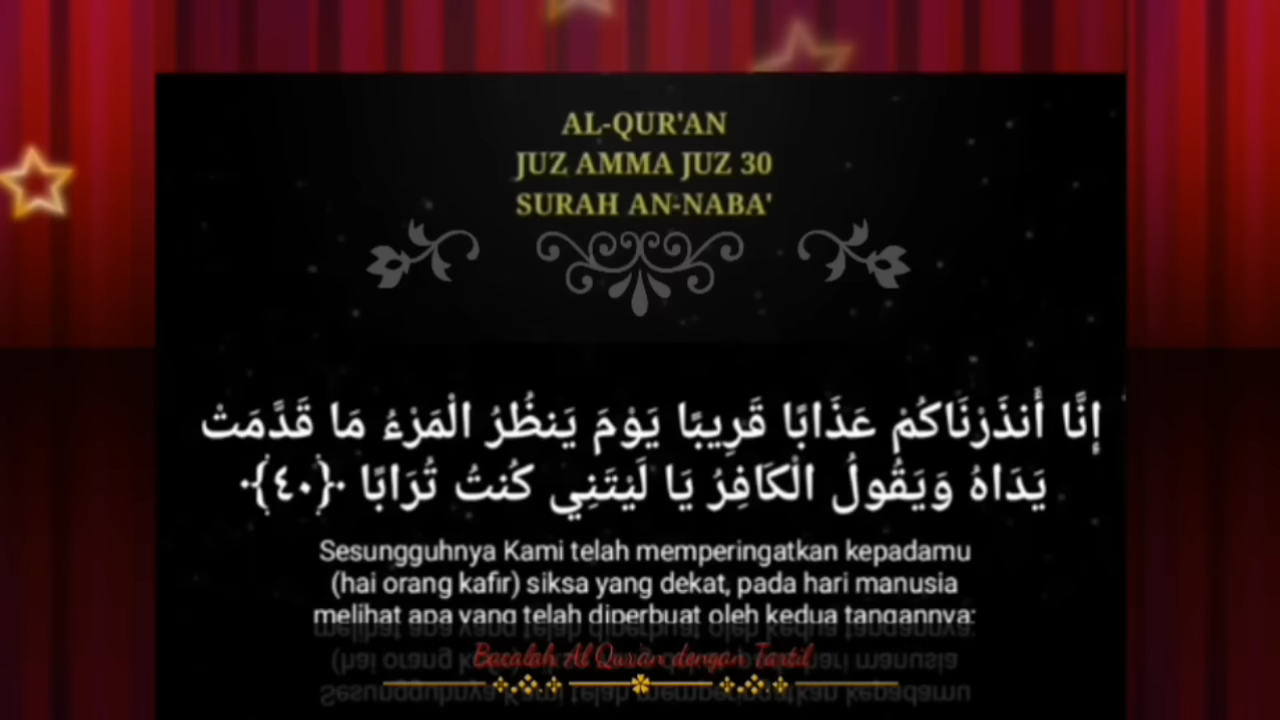 AL-QUR'AN
JUZ AMMA JUZ 30
SURAH AN-NABA'
إِنَّا أَنذَرْنَاكُمْ عَذَابًا قَرِيبًا يَوْمَ يَنظُرُ الْمَرْءُ مَا قَدَّمَتْ
يَدَاهُ وَيَقُولُ الْكَافِرُ يَا لَيْتَنِي كُنتُ تُرَابًا ﴿٤٠﴾
Sesungguhnya Kami telah memperingatkan kepadamu
(hai orang kafir) siksa yang dekat, pada hari manusia
melihat apa yang telah diperbuat oleh kedua tangannya;
Bacalah Al Qur'an dengan Tartil